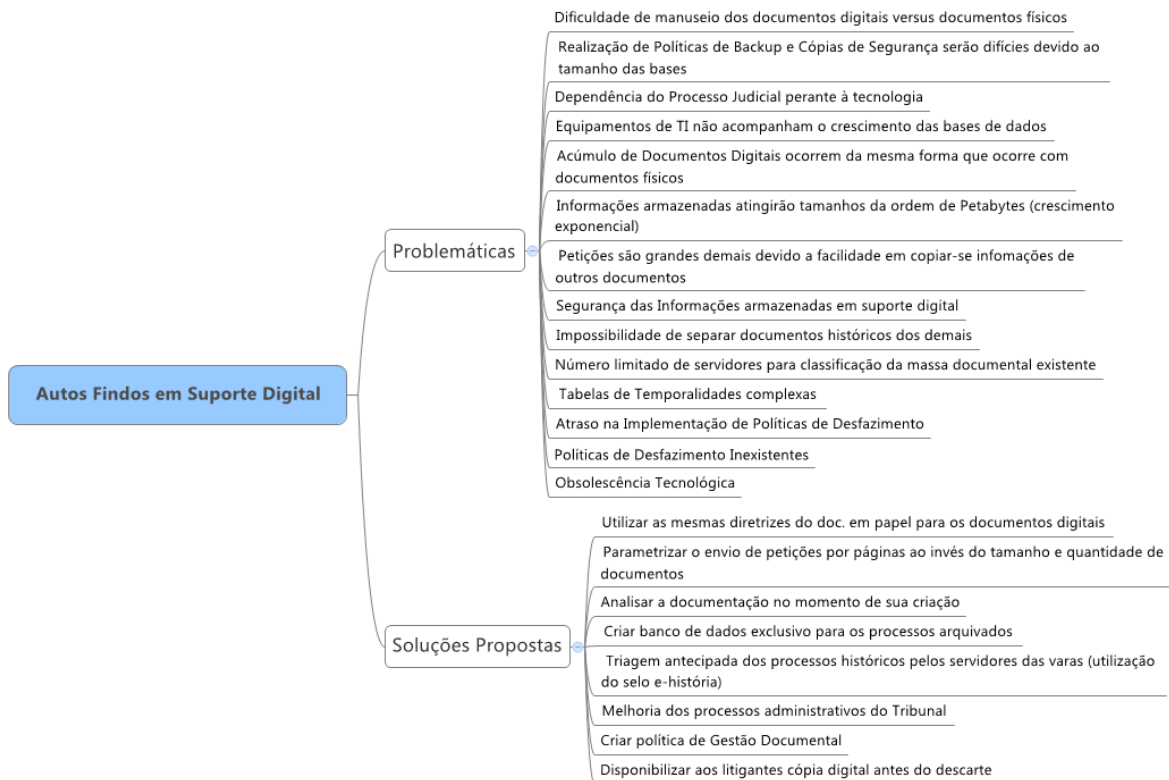 Dificuldade de manuseio dos documentos digitais versus documentos físicos
Realização de Políticas de Backup e Cópias de Segurança serão difícies devido ao
tamanho das bases
Dependência do Processo Judicial perante à tecnologia
Equipamentos de TI não acompanham o crescimento das bases de dados
Acúmulo de Documentos Digitais ocorrem da mesma forma que ocorre com
documentos físicos
Informações armazenadas atingirão tamanhos da ordem de Petabytes (crescimento
exponencial)
Problemáticas
Petições são grandes demais devido a facilidade em copiar-se infomações de
outros documentos
Segurança das Informações armazenadas em suporte digital
Impossibilidade de separar documentos históricos dos demais
Número limitado de servidores para classificação da massa documental existente
Autos Findos em Suporte Digital
Tabelas de Temporalidades complexas
Atraso na Implementação de Políticas de Desfazimento
Políticas de Desfazimento Inexistentes
Obsolescência Tecnológica
Utilizar as mesmas diretrizes do doc. em papel para os documentos digitais
Parametrizar o envio de petições por páginas ao invés do tamanho e quantidade de
documentos
Analisar a documentação no momento de sua criação
Criar banco de dados exclusivo para os processos arquivados
Soluções Propostas
Triagem antecipada dos processos históricos pelos servidores das varas (utilização
do selo e-história)
Melhoria dos processos administrativos do Tribunal
Criar política de Gestão Documental
Disponibilizar aos litigantes cópia digital antes do descarte